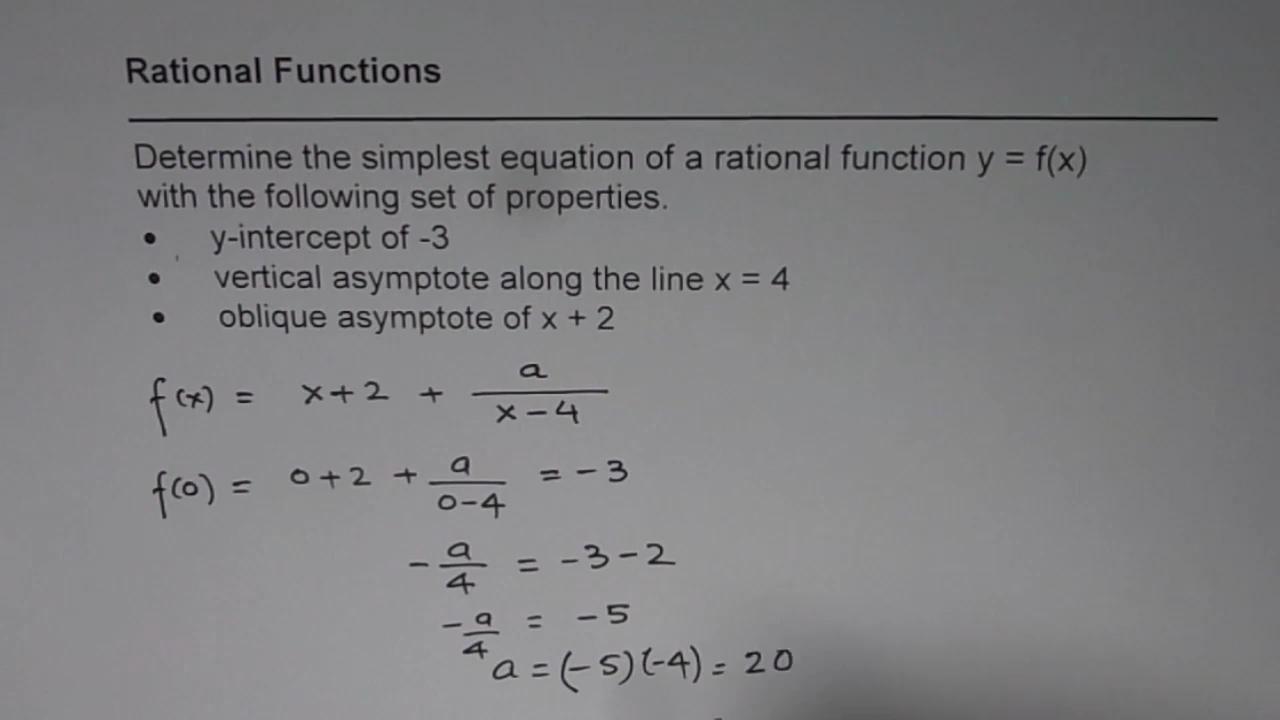 Rational Functions
Determine the simplest equation of a rational function y = f(x)
with the following set of properties.
• y-intercept of -3
• vertical asymptote along the line x = 4
• oblique asymptote of x + 2
f(x) = x+2 + a/(x-4)
f(0) = 0+2 + a/(0-4) = -3
-a/4 = -3-2
-a/4 = -5
a = (-5)(-4) = 20